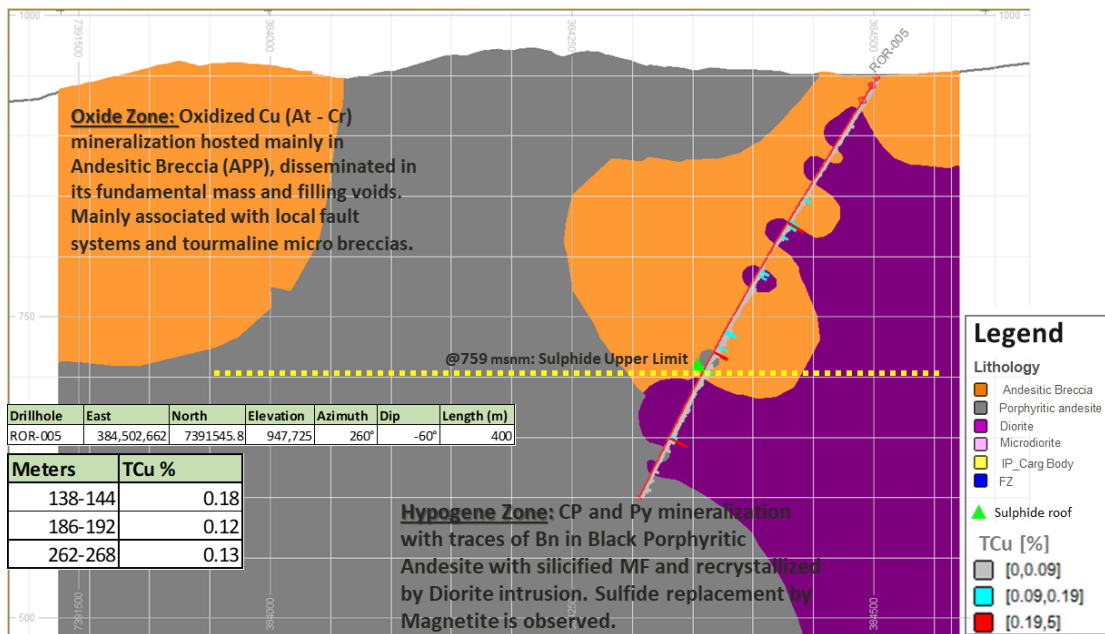 1000
7391500
384000
384250
384500
1000
ROR-005
Oxide Zone: Oxidized Cu (At - Cr)
mineralization hosted mainly in
Andesitic Breccia (APP), disseminated in
its fundamental mass and filling voids.
Mainly associated with local fault
systems and tourmaline micro breccias.
750
@759 msnm: Sulphide Upper Limit
Drillhole East North Elevation Azimuth Dip Length (m)
ROR-005 384,502,662 7391545.8 947,725 260° -60° 400
Meters TCu %
138-144 0.18
186-192 0.12
262-268 0.13
Hypogene Zone: CP and Py mineralization
with traces of Bn in Black Porphyritic
Andesite with silicified MF and recrystallized
by Diorite intrusion. Sulfide replacement by
Magnetite is observed.
500
7391500
384000
384500
Legend
Lithology
Andesitic Breccia
Porphyritic andesite
Diorite
Microdiorite
IP_Carg Body
FZ
Sulphide roof
TCu [%]
[0,0.09]
[0.09,0.19]
[0.19,5]